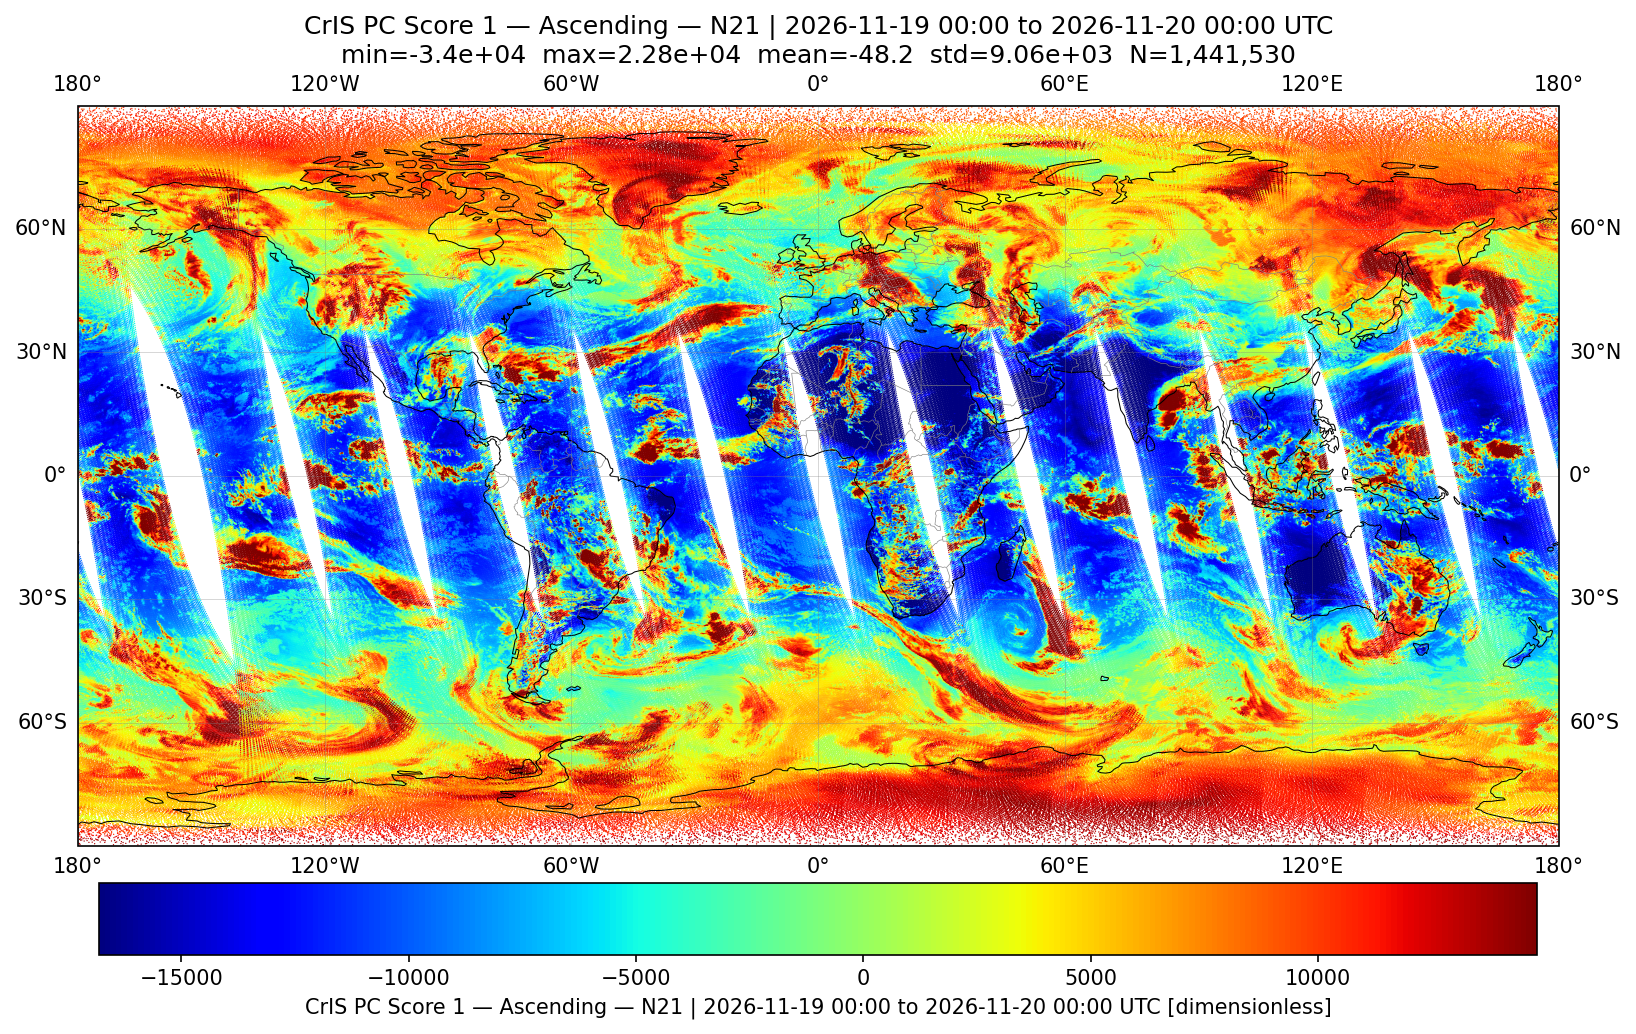 CrIS PC Score 1 — Ascending — N21 | 2026-11-19 00:00 to 2026-11-20 00:00 UTC
min=-3.4e+04  max=2.28e+04  mean=-48.2  std=9.06e+03  N=1,441,530
180° 120°W 60°W 0° 60°E 120°E 180°
60°N 60°N
30°N 30°N
0° 0°
30°S 30°S
60°S 60°S
180° 120°W 60°W 0° 60°E 120°E 180°
−15000 −10000 −5000 0 5000 10000
CrIS PC Score 1 — Ascending — N21 | 2026-11-19 00:00 to 2026-11-20 00:00 UTC [dimensionless]